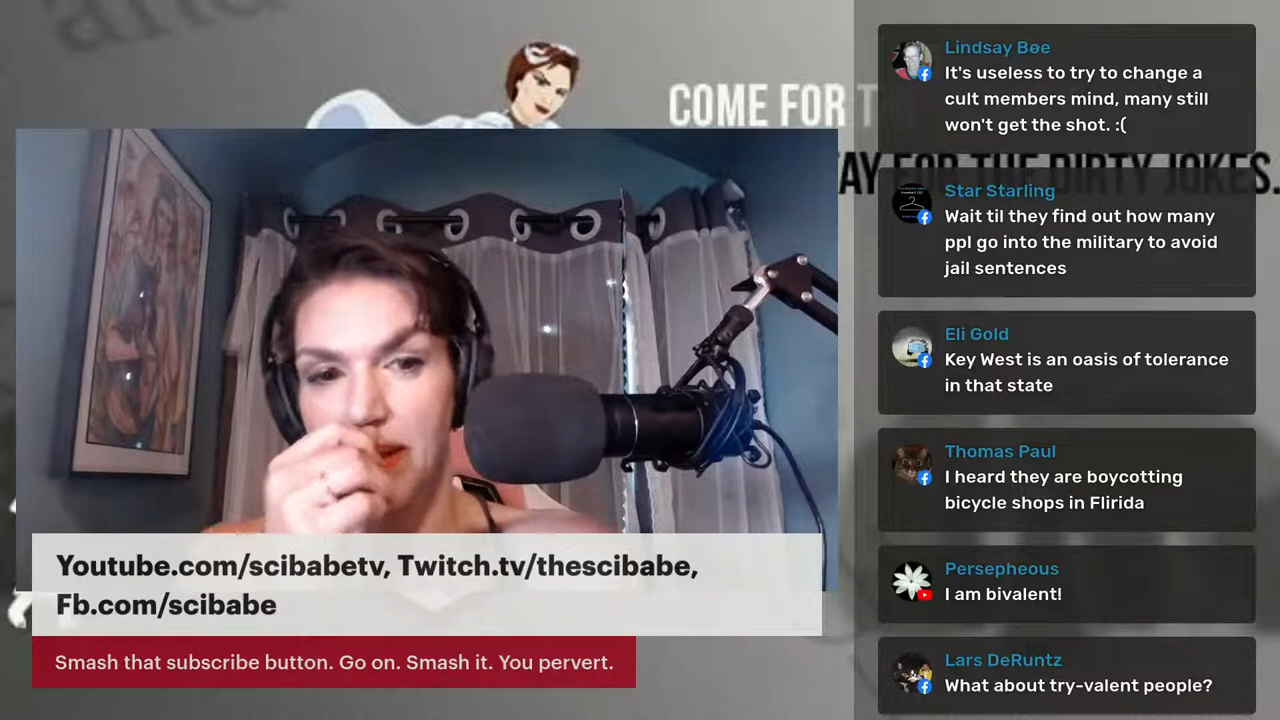 and
COME FOR T
AY FOR THE DIRTY JOKES.
Youtube.com/scibabetv, Twitch.tv/thescibabe,
Fb.com/scibabe
Smash that subscribe button. Go on. Smash it. You pervert.
Lindsay Bøe
It's useless to try to change a
cult members mind, many still
won't get the shot. :(
Star Starling
Wait til they find out how many
ppl go into the military to avoid
jail sentences
Eli Gold
Key West is an oasis of tolerance
in that state
Thomas Paul
I heard they are boycotting
bicycle shops in Flirida
Persepheous
I am bivalent!
Lars DeRuntz
What about try-valent people?